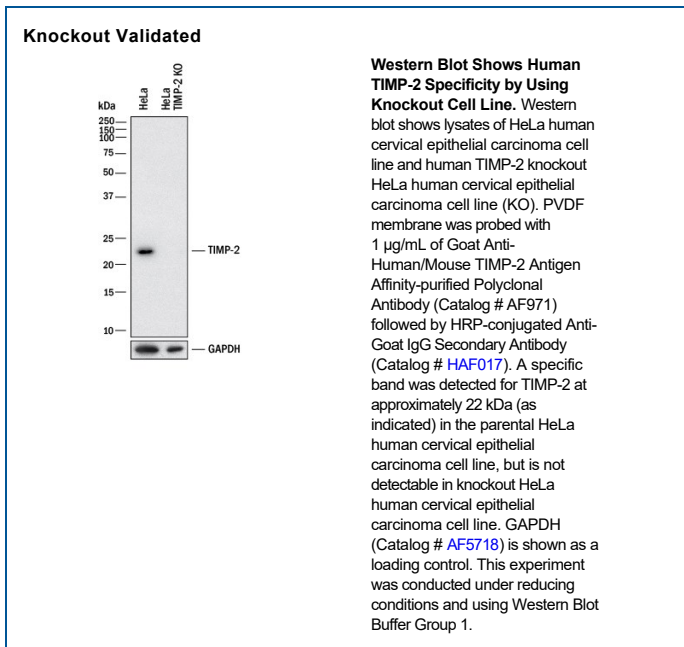 Knockout Validated
HeLa
HeLa
TIMP-2 KO
kDa
250
150
100
75
50
37
25
20
15
10
TIMP-2
GAPDH
Western Blot Shows Human
TIMP-2 Specificity by Using
Knockout Cell Line. Western
blot shows lysates of HeLa human
cervical epithelial carcinoma cell
line and human TIMP-2 knockout
HeLa human cervical epithelial
carcinoma cell line (KO). PVDF
membrane was probed with
1 µg/mL of Goat Anti-
Human/Mouse TIMP-2 Antigen
Affinity-purified Polyclonal
Antibody (Catalog # AF971)
followed by HRP-conjugated Anti-
Goat IgG Secondary Antibody
(Catalog # HAF017). A specific
band was detected for TIMP-2 at
approximately 22 kDa (as
indicated) in the parental HeLa
human cervical epithelial
carcinoma cell line, but is not
detectable in knockout HeLa
human cervical epithelial
carcinoma cell line. GAPDH
(Catalog # AF5718) is shown as a
loading control. This experiment
was conducted under reducing
conditions and using Western Blot
Buffer Group 1.